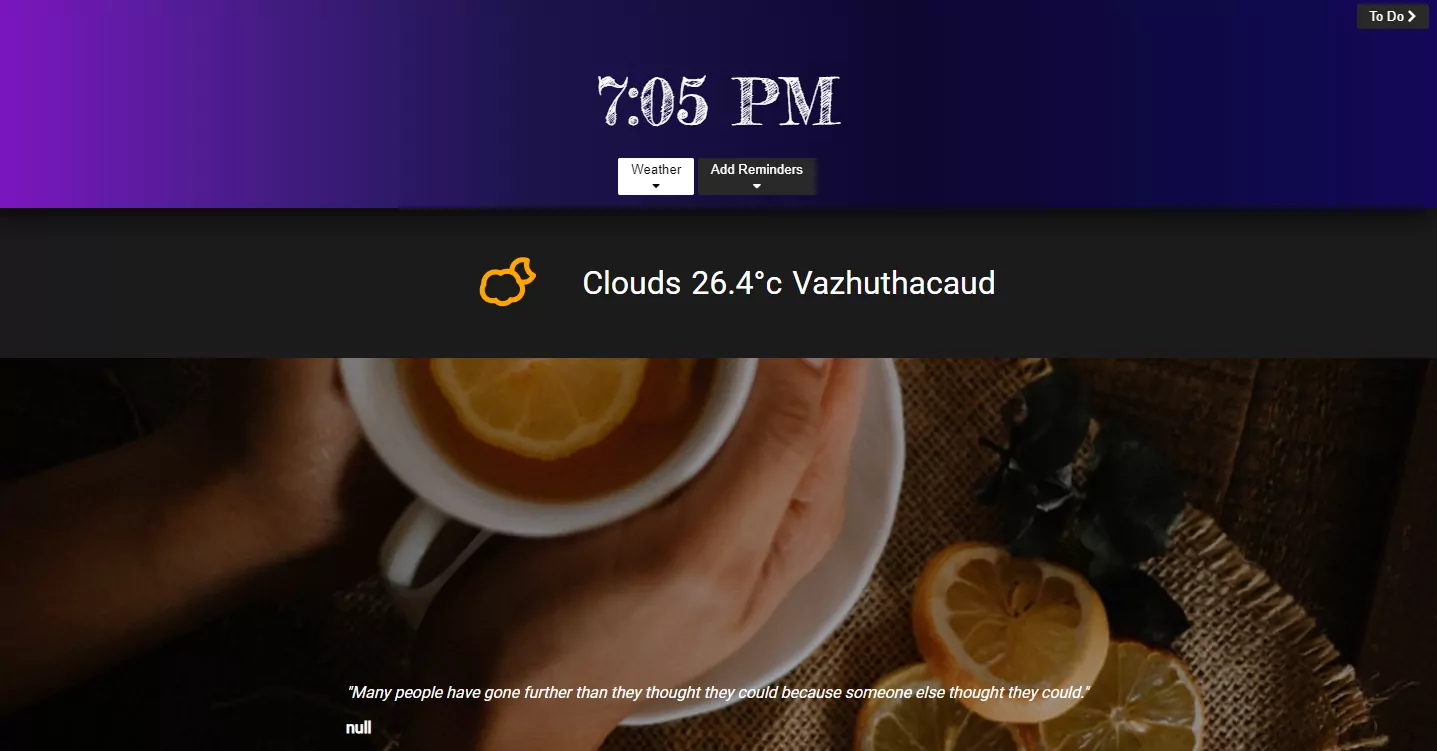 To Do
7:05 PM
Weather
Add Reminders
Clouds 26.4°c Vazhuthacaud
"Many people have gone further than they thought they could because someone else thought they could."
null